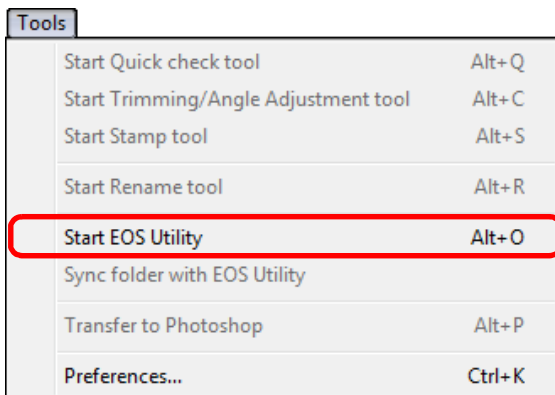 Tools
Start Quick check tool Alt+Q
Start Trimming/Angle Adjustment tool Alt+C
Start Stamp tool Alt+S
Start Rename tool Alt+R
Start EOS Utility Alt+O
Sync folder with EOS Utility
Transfer to Photoshop Alt+P
Preferences... Ctrl+K